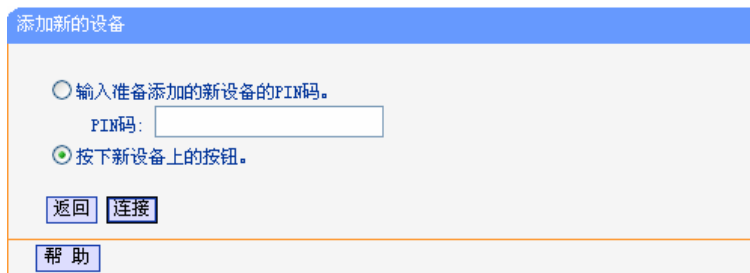 添加新的设备
输入准备添加的新设备的PIN码。
PIN码:
按下新设备上的按钮。
返回 连接
帮 助